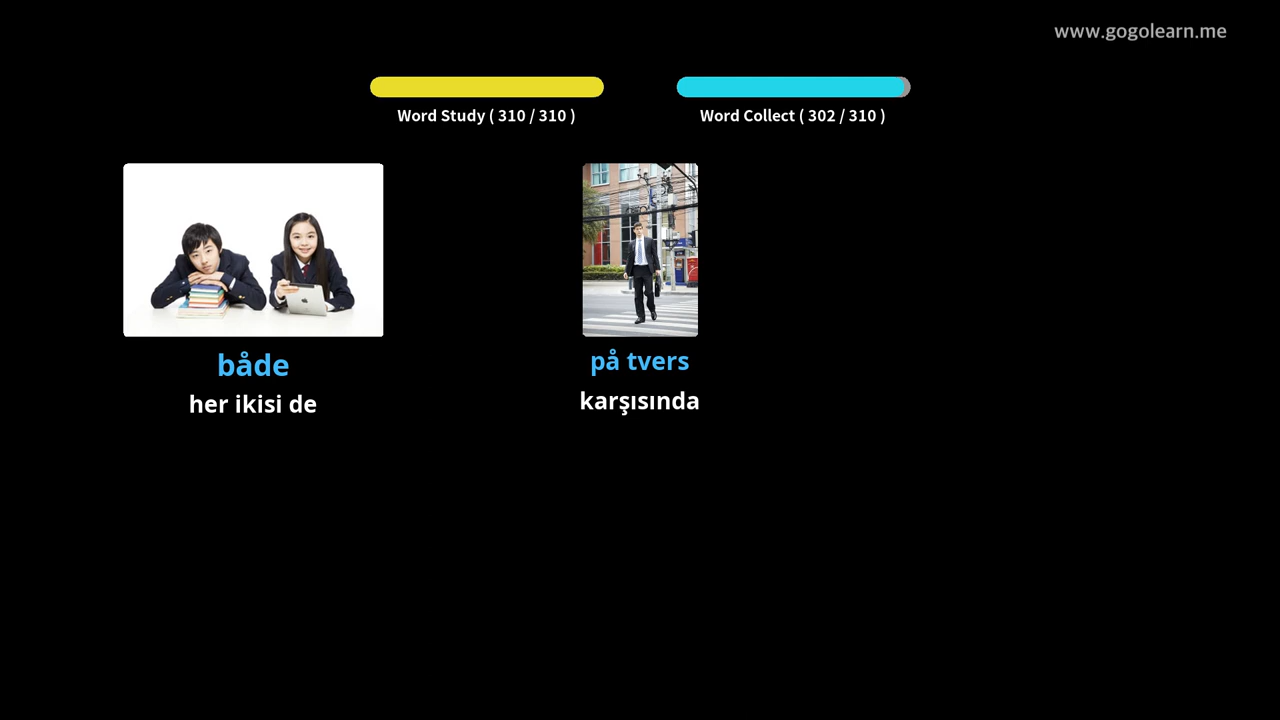 www.gogolearn.me
Word Study ( 310 / 310 )
Word Collect ( 302 / 310 )
både
her ikisi de
på tvers
karşısında